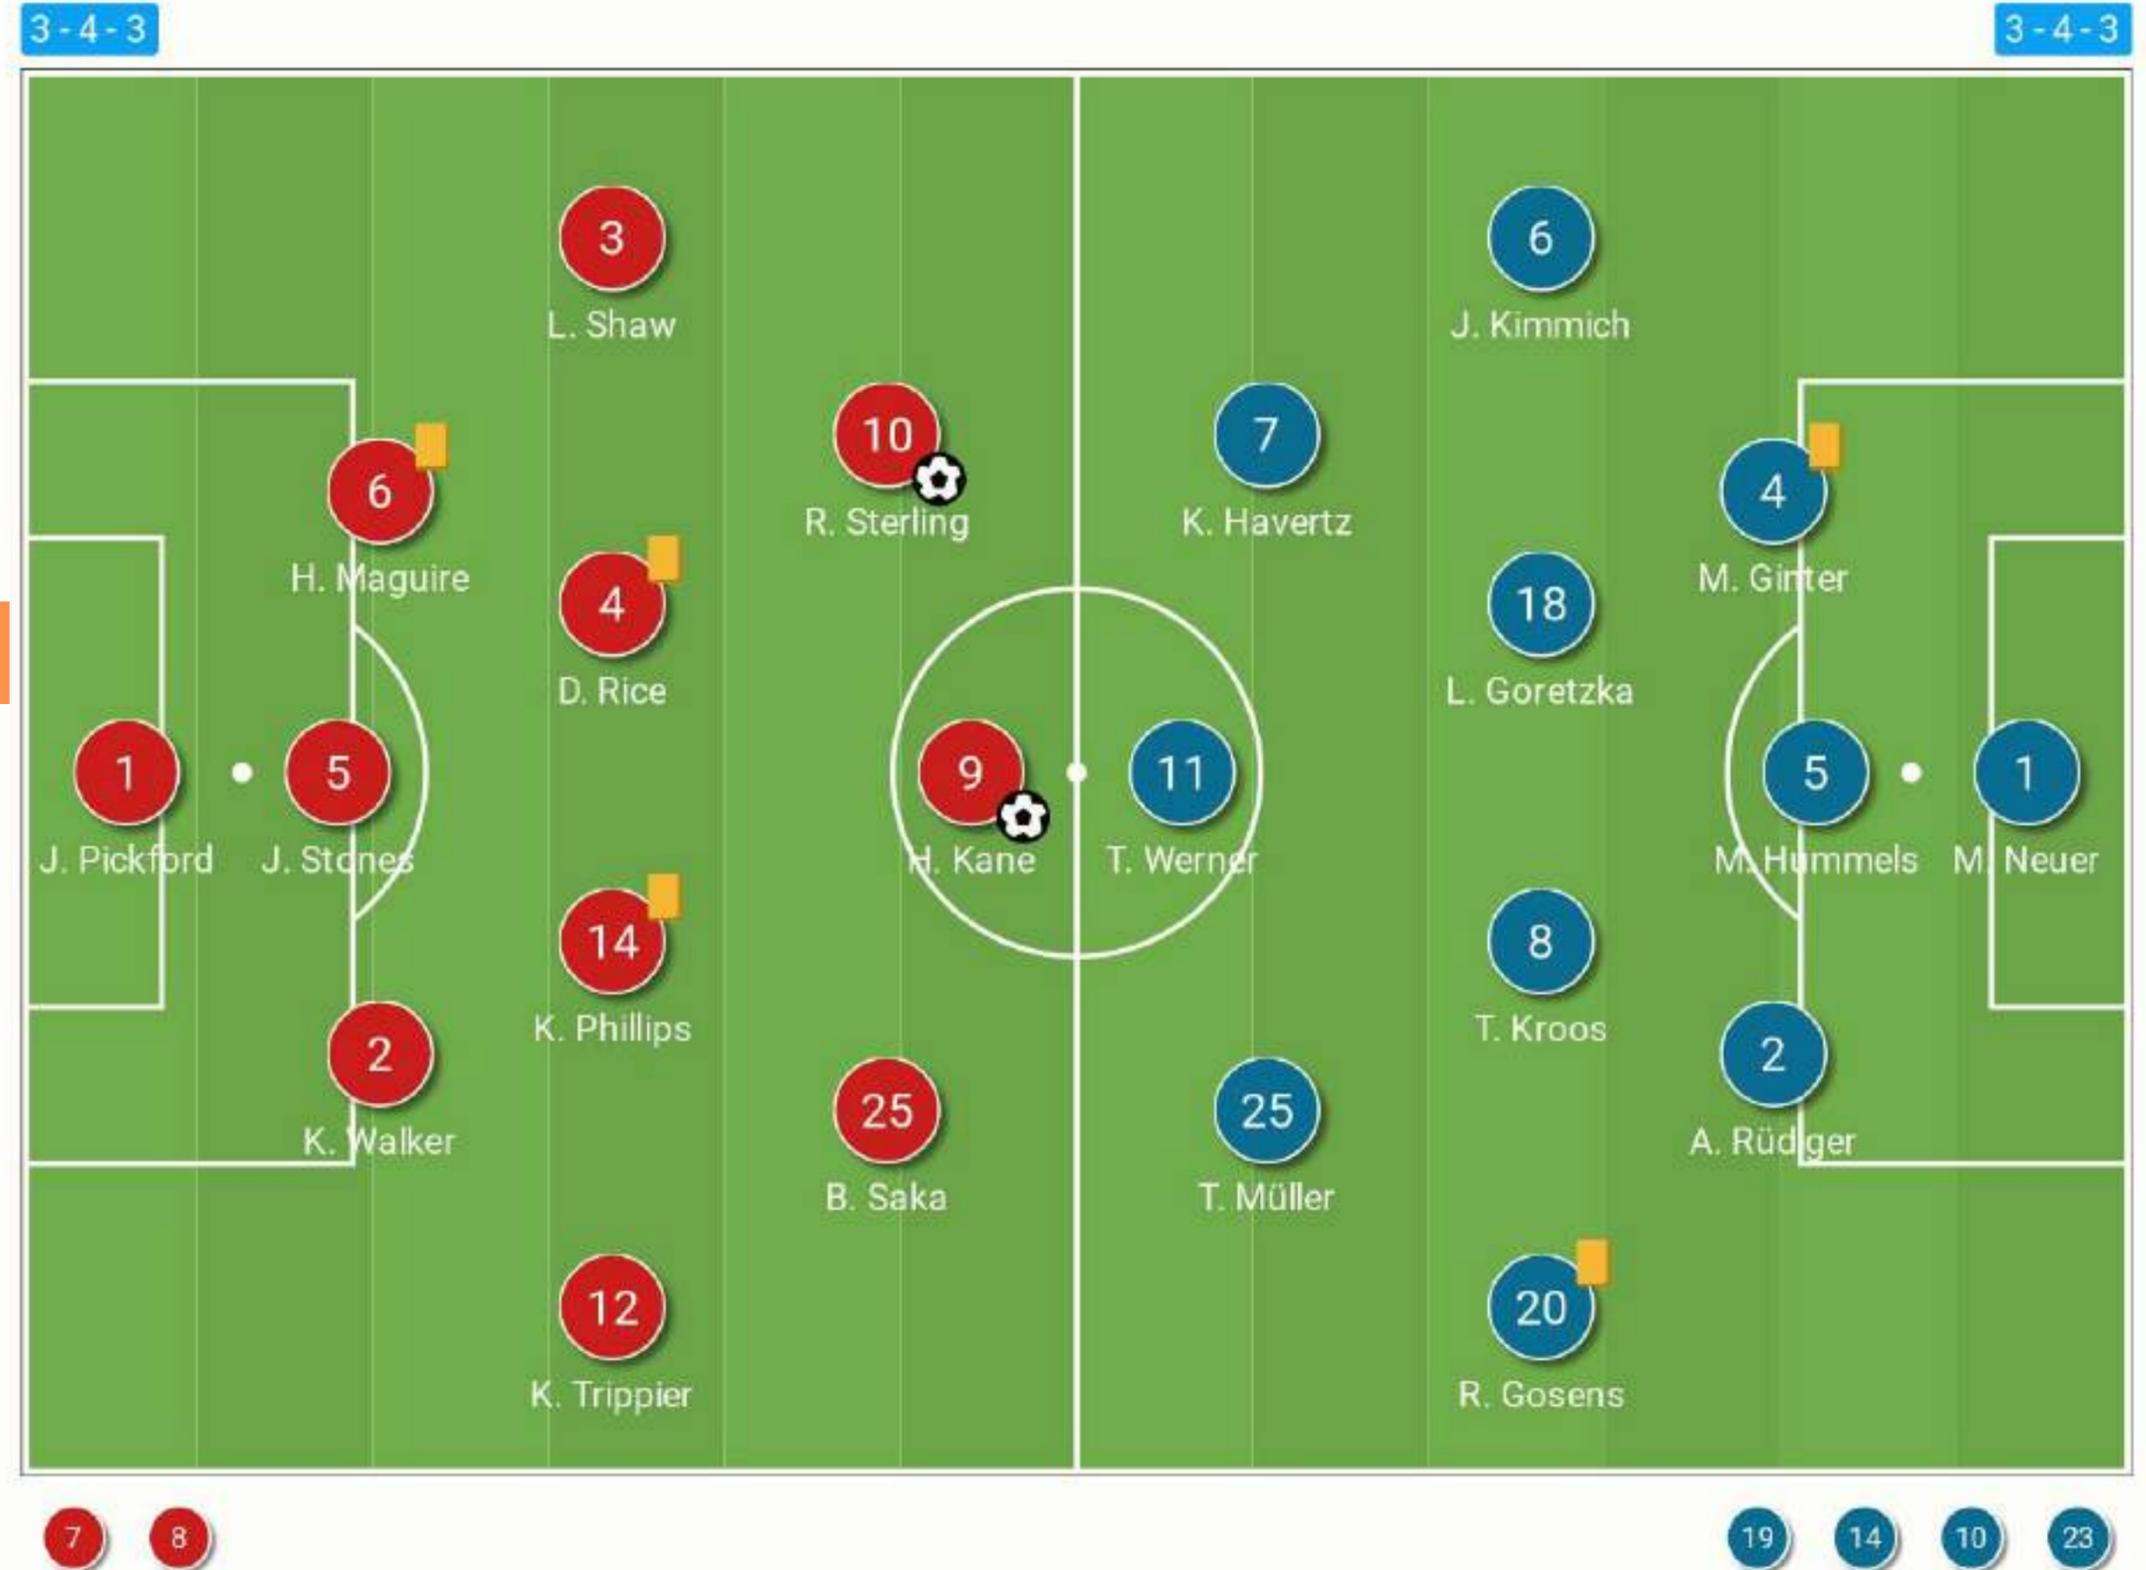 3 - 4 - 3
3 - 4 - 3
3
L. Shaw
6
J. Kimmich
10
R. Sterling
7
K. Havertz
6
H. Maguire
4
M. Ginter
4
D. Rice
18
L. Goretzka
1
J. Pickford
5
J. Stones
9
H. Kane
11
T. Werner
5
M. Hummels
1
M. Neuer
14
K. Phillips
8
T. Kroos
2
K. Walker
2
A. Rüdiger
25
B. Saka
25
T. Müller
12
K. Trippier
20
R. Gosens
7 8
19 14 10 23